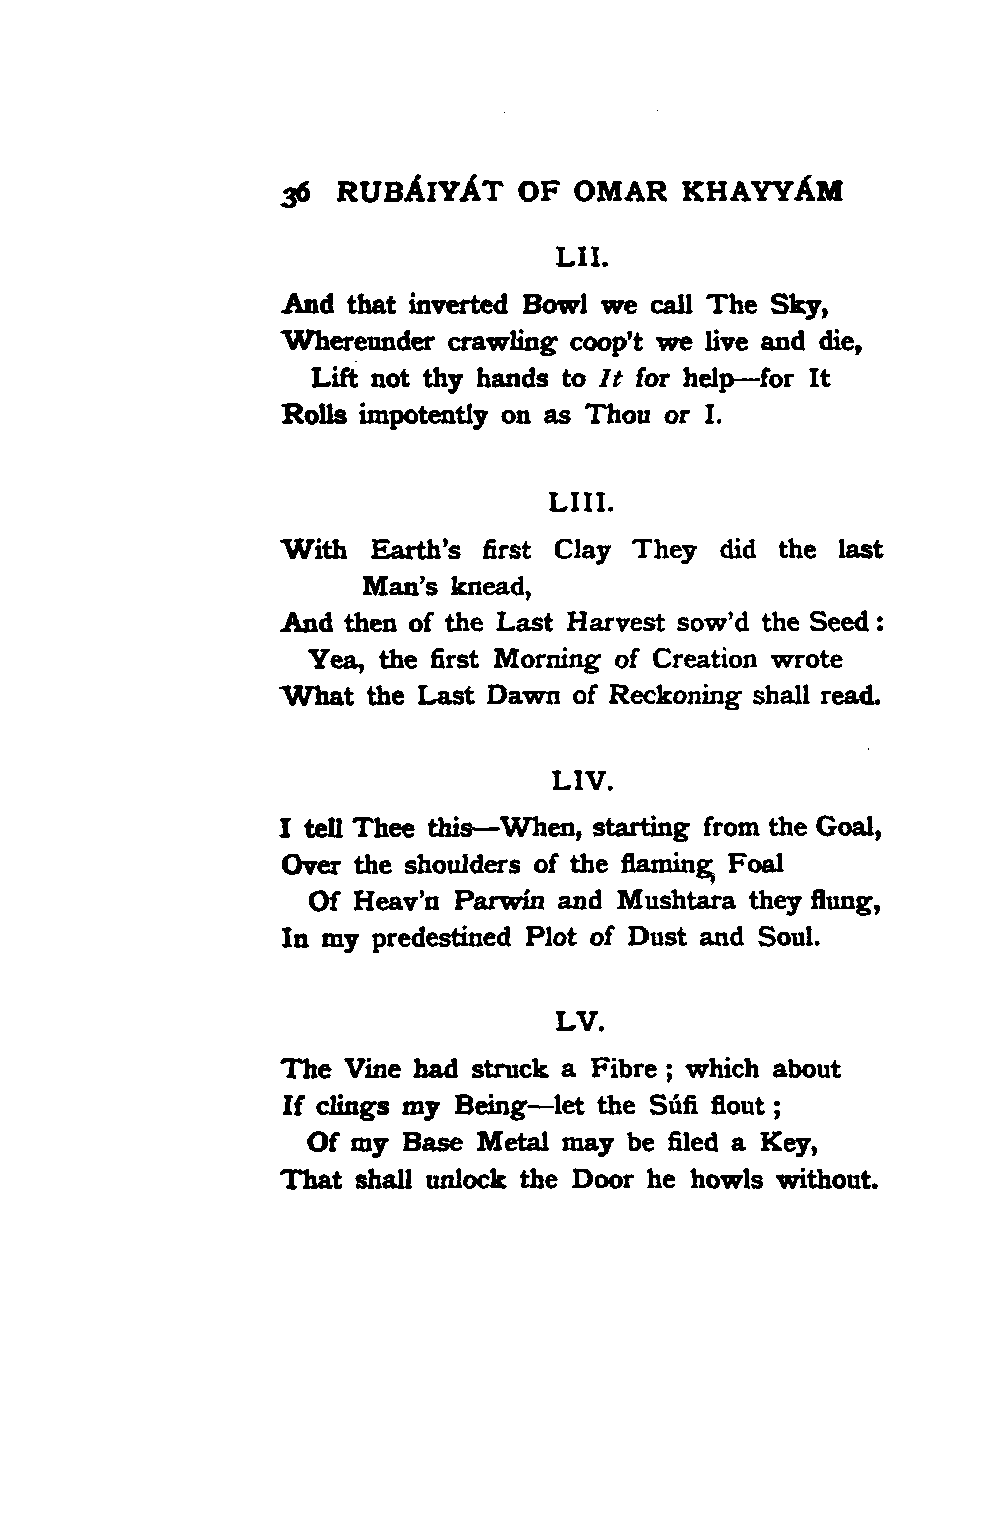 36 RUBÁIYÁT OF OMAR KHAYYÁM
LII.
And that inverted Bowl we call The Sky,
Whereunder crawling coop't we live and die,
Lift not thy hands to It for help—for It
Rolls impotently on as Thou or I.
LIII.
With Earth's first Clay They did the last
Man's knead,
And then of the Last Harvest sow'd the Seed :
Yea, the first Morning of Creation wrote
What the Last Dawn of Reckoning shall read.
LIV.
I tell Thee this—When, starting from the Goal,
Over the shoulders of the flaming, Foal
Of Heav'n Parwín and Mushtara they flung,
In my predestined Plot of Dust and Soul.
LV.
The Vine had struck a Fibre ; which about
If clings my Being—let the Súfi flout ;
Of my Base Metal may be filed a Key,
That shall unlock the Door he howls without.